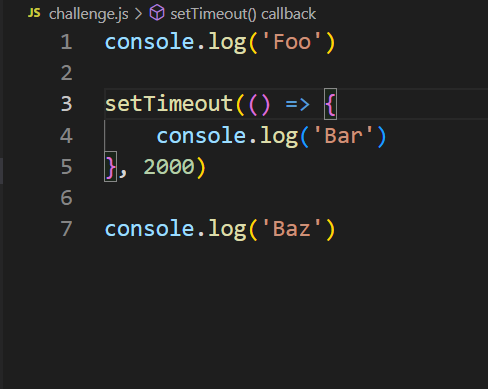 JS challenge.js > setTimeout() callback
1 console.log('Foo')
2
3 setTimeout(() => {
4     console.log('Bar')
5 }, 2000)
6
7 console.log('Baz')